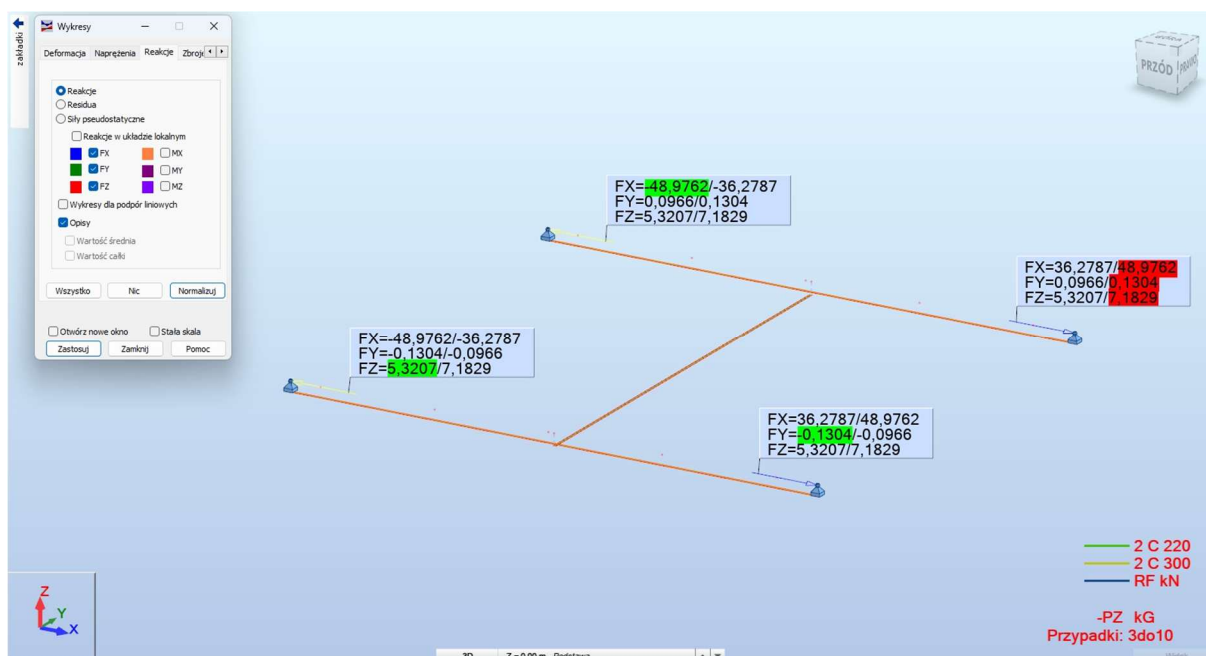 zakładki
Wykresy
Deformacja Naprężenia Reakcje Zbroje
Reakcje
Residua
Siły pseudostatyczne
Reakcje w układzie lokalnym
FX MX
FY MY
FZ MZ
Wykresy dla podpór liniowych
Opisy
Wartość średnia
Wartość całki
Wszystko Nic Normalizuj
Otwórz nowe okno Stała skala
Zastosuj Zamknij Pomoc
PRZÓD
FX=-48,9762/-36,2787
FY=0,0966/0,1304
FZ=5,3207/7,1829
FX=36,2787/48,9762
FY=0,0966/0,1304
FZ=5,3207/7,1829
FX=-48,9762/-36,2787
FY=-0,1304/-0,0966
FZ=5,3207/7,1829
FX=36,2787/48,9762
FY=-0,1304/-0,0966
FZ=5,3207/7,1829
2 C 220
2 C 300
RF kN
-PZ kG
Przypadki: 3do10
Z
Y
X
3D Z = 0,00 m - Podstawa